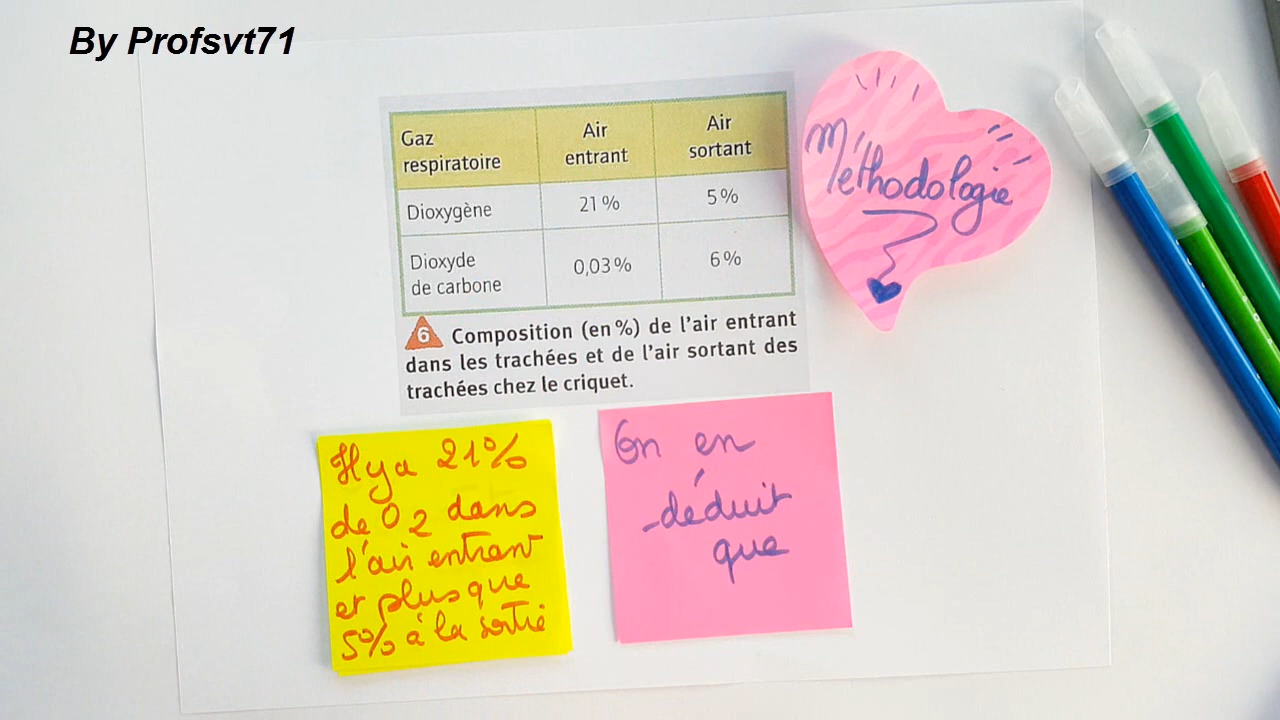 By Profsvt71
Gaz respiratoire Air entrant Air sortant
Dioxygène 21 % 5 %
Dioxyde de carbone 0,03 % 6 %
6 Composition (en %) de l'air entrant
dans les trachées et de l'air sortant des
trachées chez le criquet.
Méthodologie
Il y a 21%
de O2 dans
l'air entrant
et plus que
5% à la sortie
On en
déduit
que